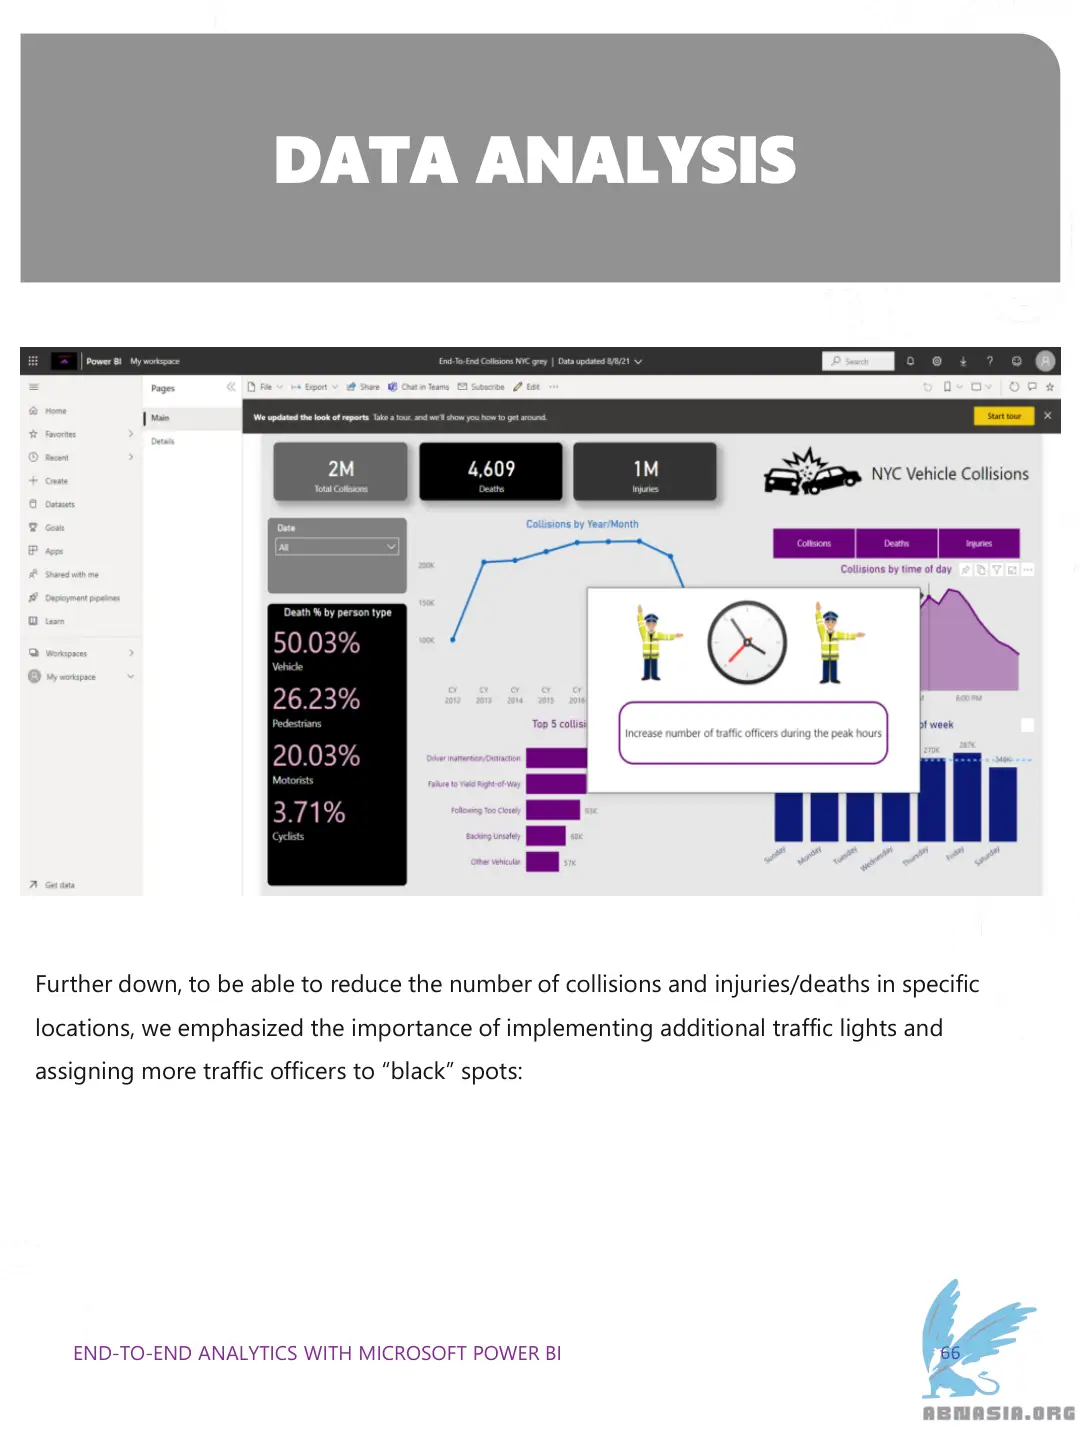 DATA ANALYSIS
Power BI My workspace
End-To-End Collisions NYC grey | Data updated 8/8/21
Search
Home
Favorites
Recent
Create
Datasets
Goals
Apps
Shared with me
Deployment pipelines
Learn
Workspaces
My workspace
Get data
Pages
Main
Details
File Export Share Chat in Teams Subscribe Edit ...
We updated the look of reports Take a tour, and we'll show you how to get around.
Start tour
2M
Total Collisions
4,609
Deaths
1M
Injuries
NYC Vehicle Collisions
Date
All
Death % by person type
50.03%
Vehicle
26.23%
Pedestrians
20.03%
Motorists
3.71%
Cyclists
Collisions by Year/Month
200K
150K
100K
CY 2012
CY 2013
CY 2014
CY 2015
CY 2016
Collisions Deaths Injuries
Collisions by time of day
6:00 PM
Increase number of traffic officers during the peak hours
Top 5 collisi
Driver Inattention/Distraction
Failure to Yield Right-of-Way
Following Too Closely
93K
Backing Unsafely
68K
Other Vehicular
57K
of week
270K
287K
Sunday
Monday
Tuesday
Wednesday
Thursday
Friday
Saturday
Further down, to be able to reduce the number of collisions and injuries/deaths in specific
locations, we emphasized the importance of implementing additional traffic lights and
assigning more traffic officers to “black” spots:
END-TO-END ANALYTICS WITH MICROSOFT POWER BI
66
ABNASIA.ORG